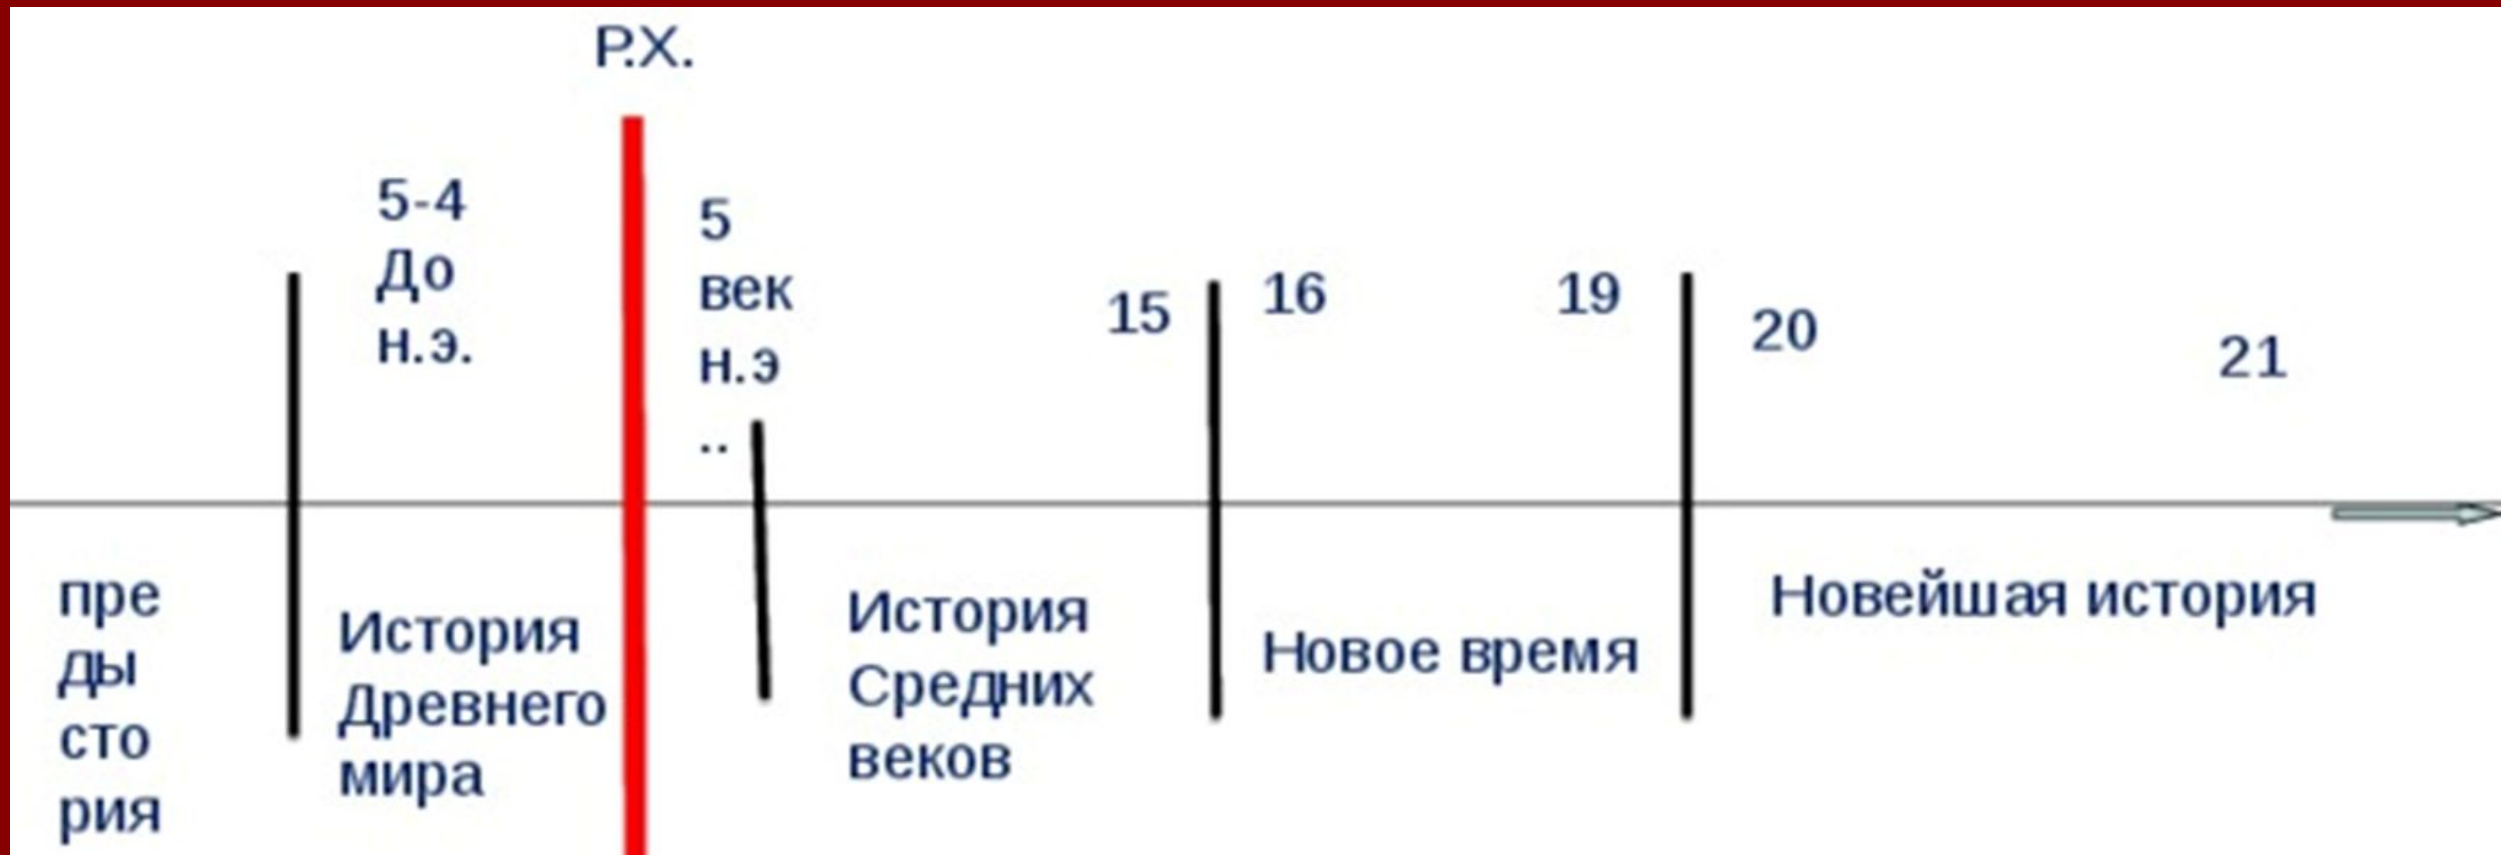 Р.Х.
5-4
До
н.э.
5
век
н.э
..
15
16
19
20
21
пре
ды
сто
рия
История
Древнего
мира
История
Средних
веков
Новое время
Новейшая история